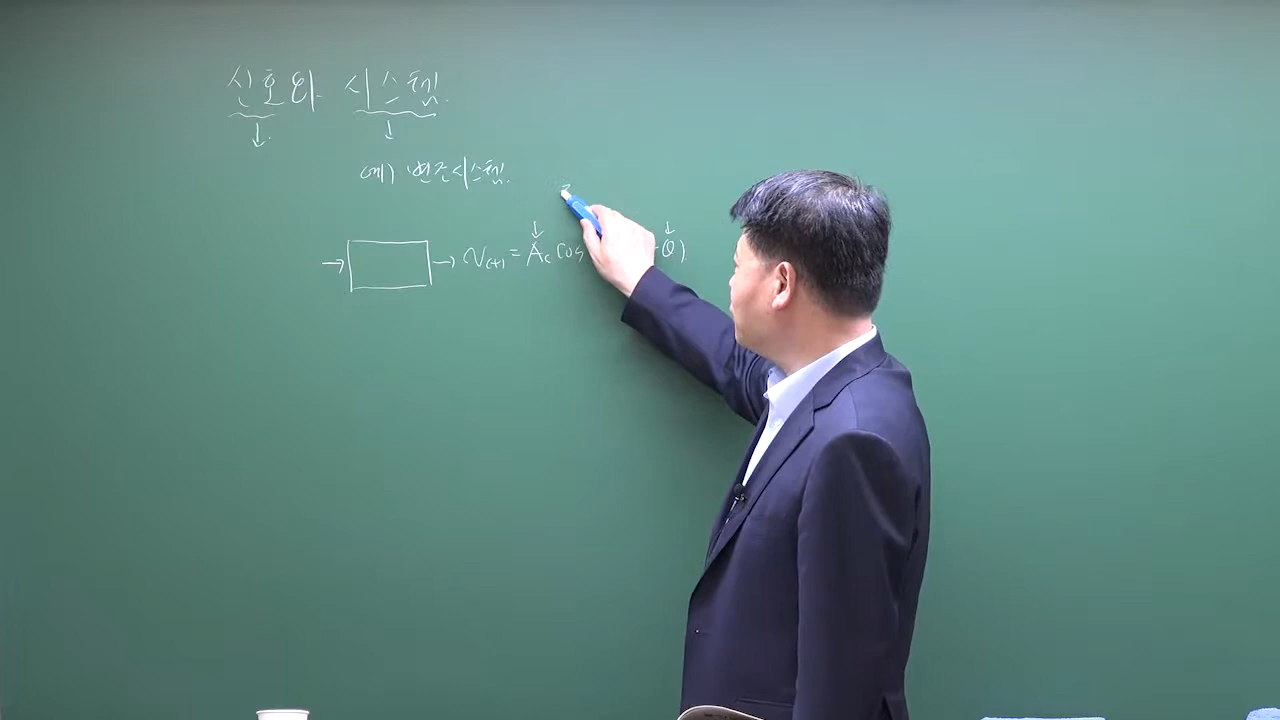 신호와 시스템.
예) 변조시스템.
→ → v(t) = Ac Cos θ).